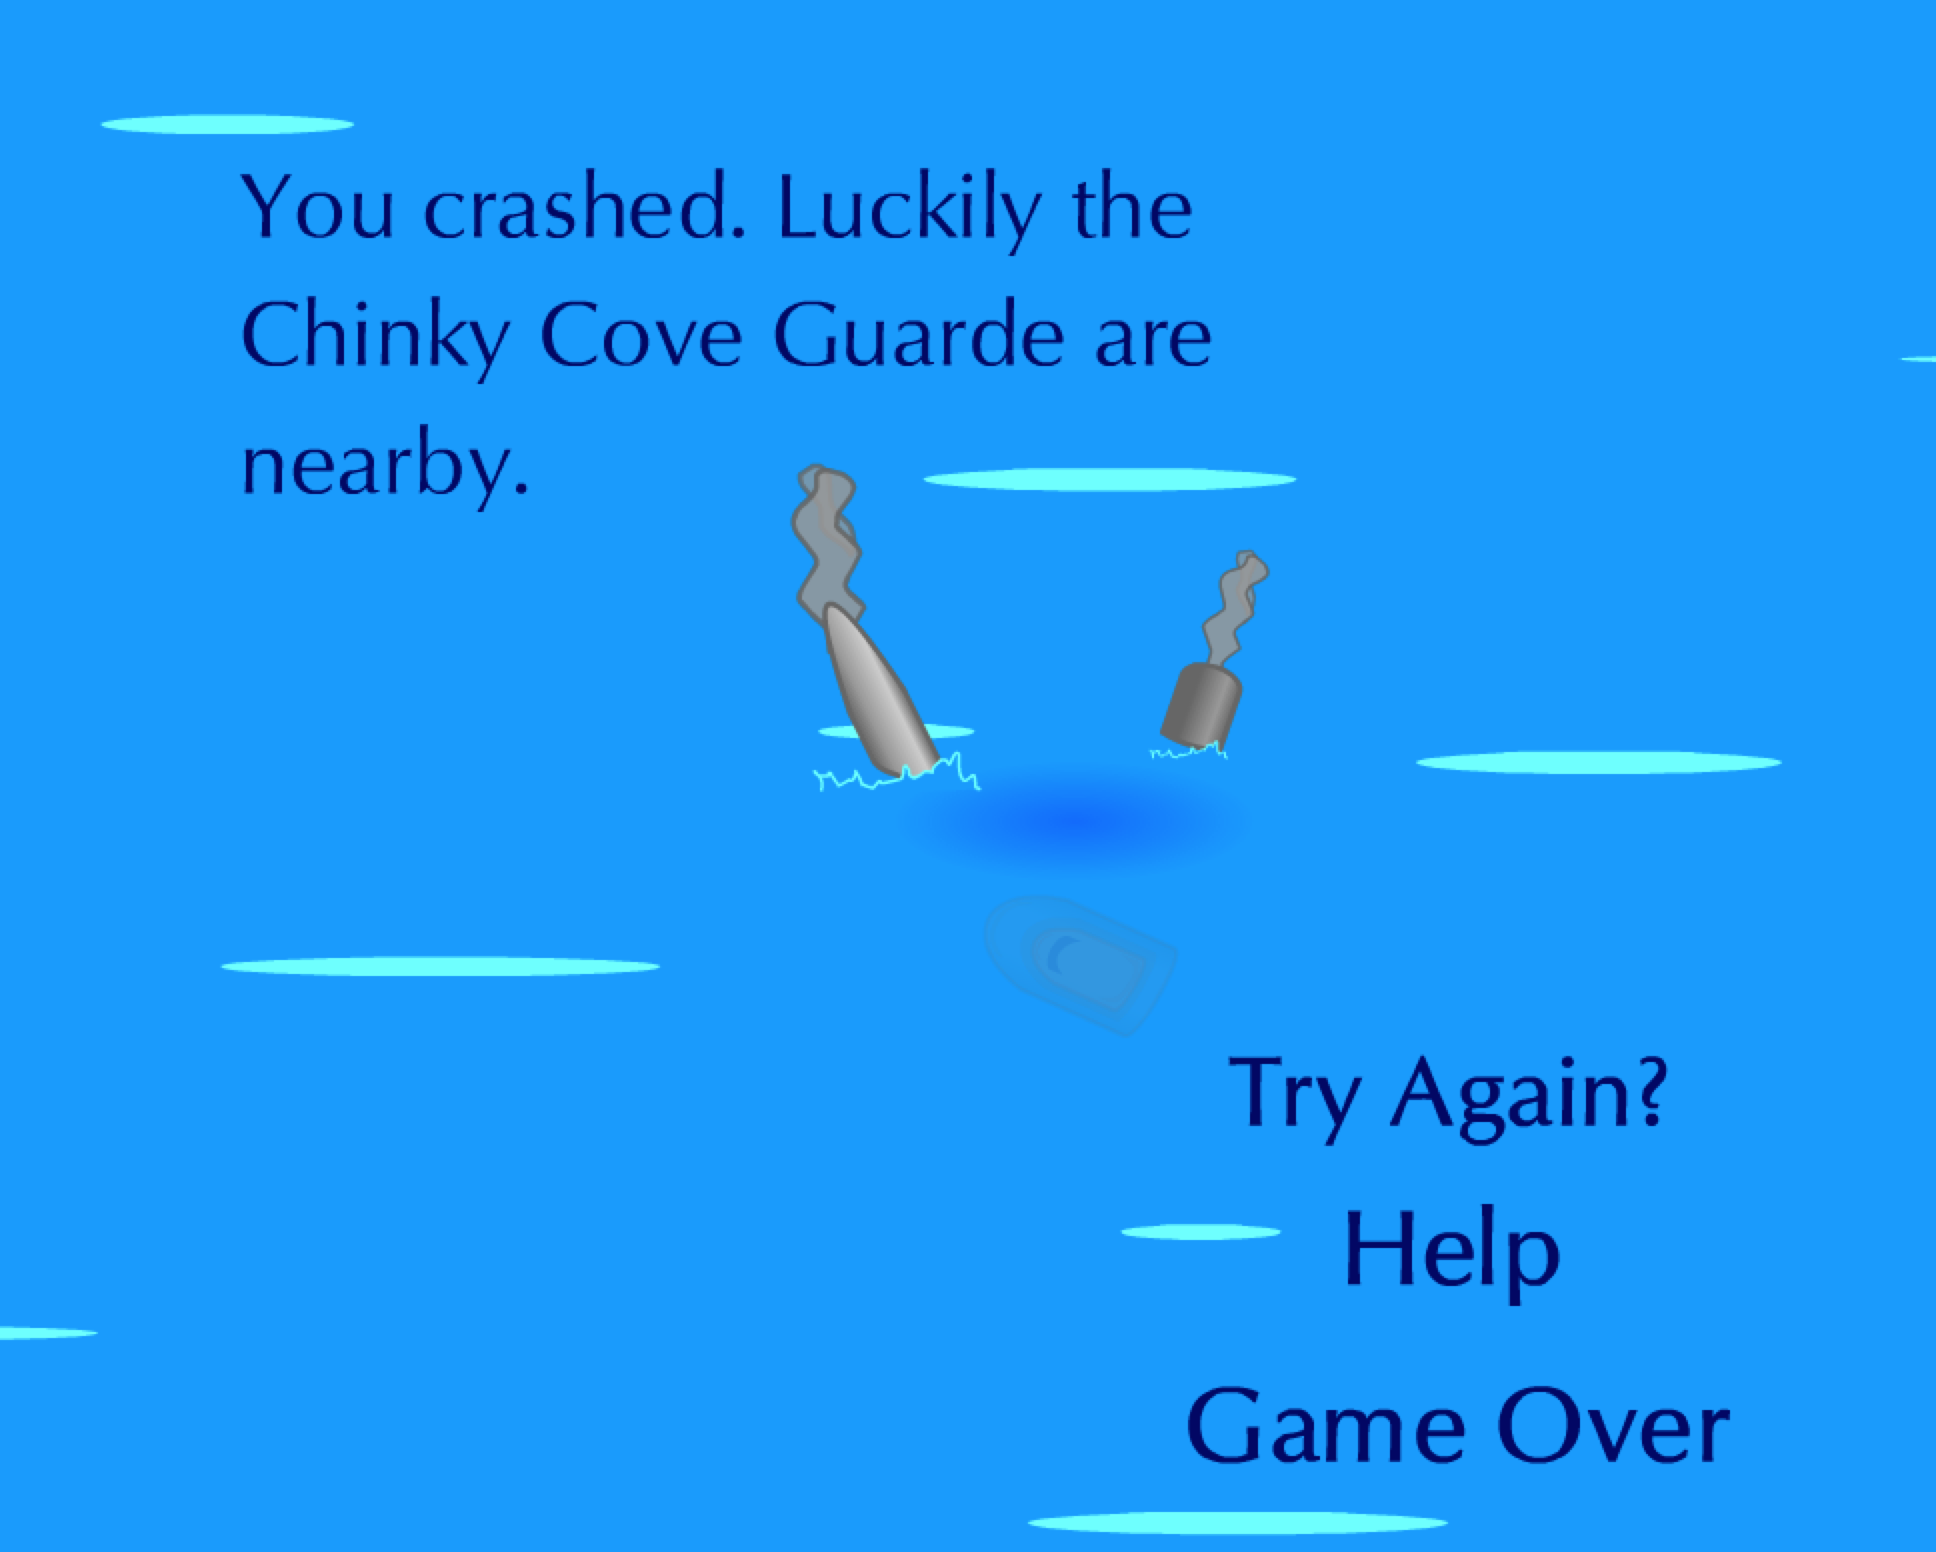 You crashed. Luckily the
Chinky Cove Guarde are
nearby.
Try Again?
Help
Game Over